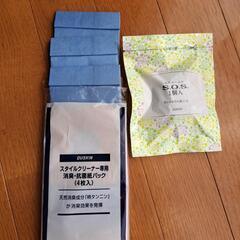 DUSKIN
スタイルクリーナー専用
消臭・抗菌紙パック
(4枚入)
天然消臭成分「柿タンニン」
が消臭効果を発揮
S.O.S.
1個入